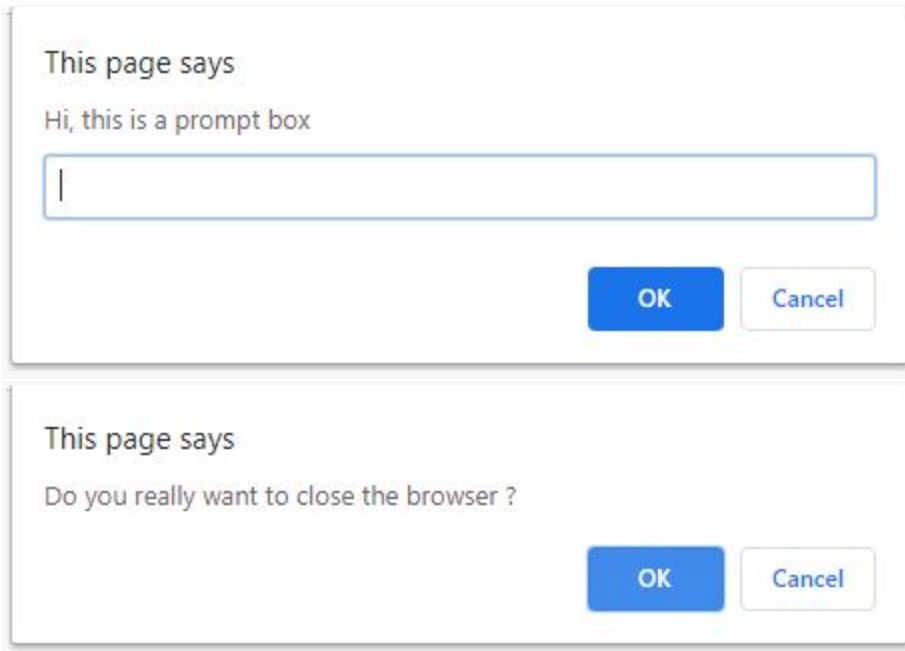 This page says
Hi, this is a prompt box
OK Cancel
This page says
Do you really want to close the browser ?
OK Cancel